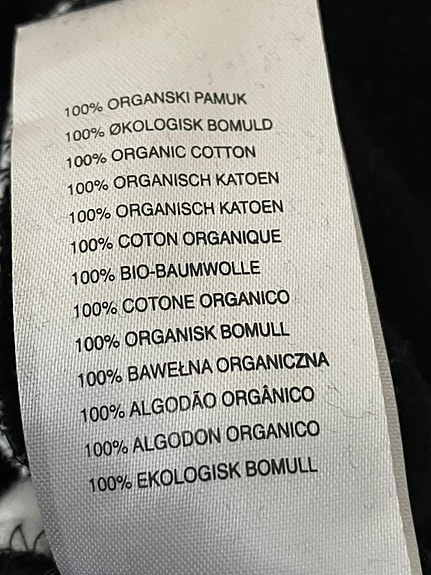 100% ORGANSKI PAMUK
100% ØKOLOGISK BOMULD
100% ORGANIC COTTON
100% ORGANISCH KATOEN
100% ORGANISCH KATOEN
100% COTON ORGANIQUE
100% BIO-BAUMWOLLE
100% COTONE ORGANICO
100% ORGANISK BOMULL
100% BAWEŁNA ORGANICZNA
100% ALGODÃO ORGÂNICO
100% ALGODON ORGANICO
100% EKOLOGISK BOMULL